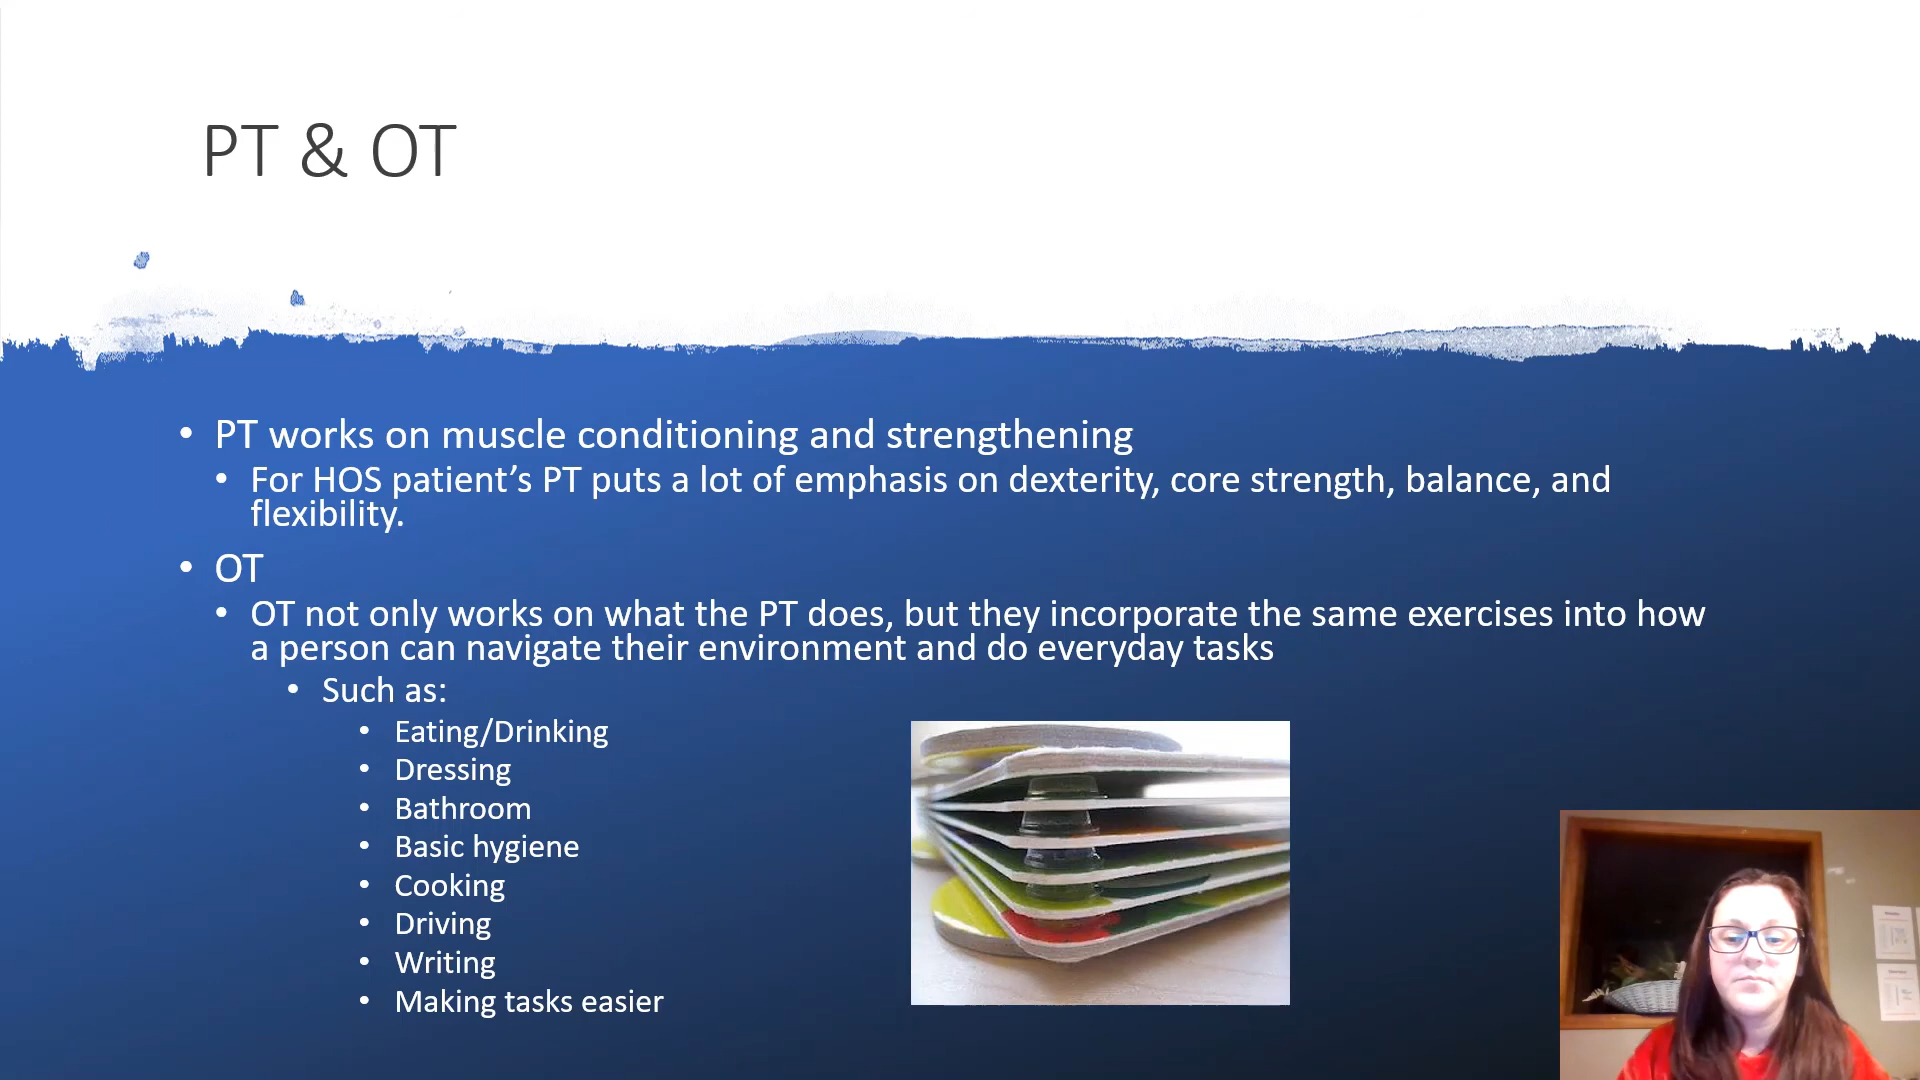 PT & OT
• PT works on muscle conditioning and strengthening
• For HOS patient’s PT puts a lot of emphasis on dexterity, core strength, balance, and
flexibility.
• OT
• OT not only works on what the PT does, but they incorporate the same exercises into how
a person can navigate their environment and do everyday tasks
• Such as:
• Eating/Drinking
• Dressing
• Bathroom
• Basic hygiene
• Cooking
• Driving
• Writing
• Making tasks easier